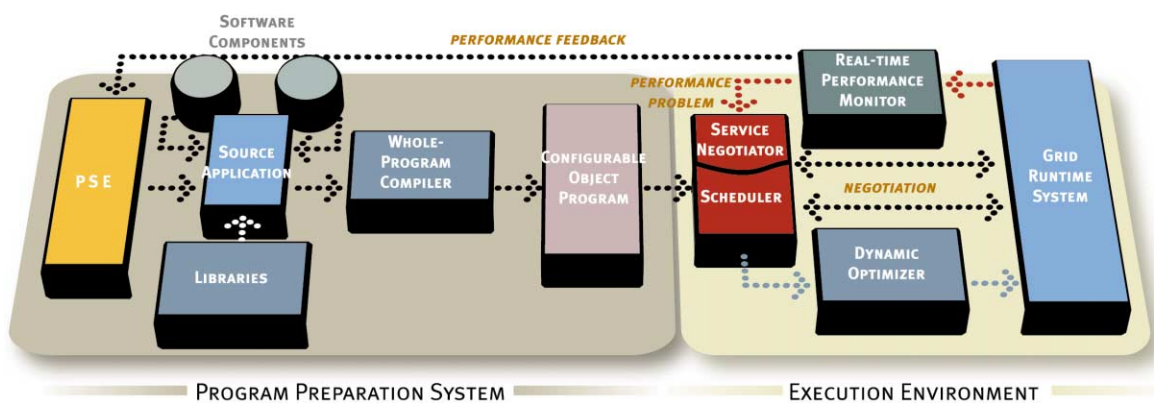 SOFTWARE
COMPONENTS
PERFORMANCE FEEDBACK
REAL-TIME
PERFORMANCE
MONITOR
PERFORMANCE
PROBLEM
PSE
SOURCE
APPLICATION
WHOLE-
PROGRAM
COMPILER
CONFIGURABLE
OBJECT
PROGRAM
SERVICE
NEGOTIATOR
SCHEDULER
GRID
RUNTIME
SYSTEM
NEGOTIATION
LIBRARIES
DYNAMIC
OPTIMIZER
PROGRAM PREPARATION SYSTEM
EXECUTION ENVIRONMENT